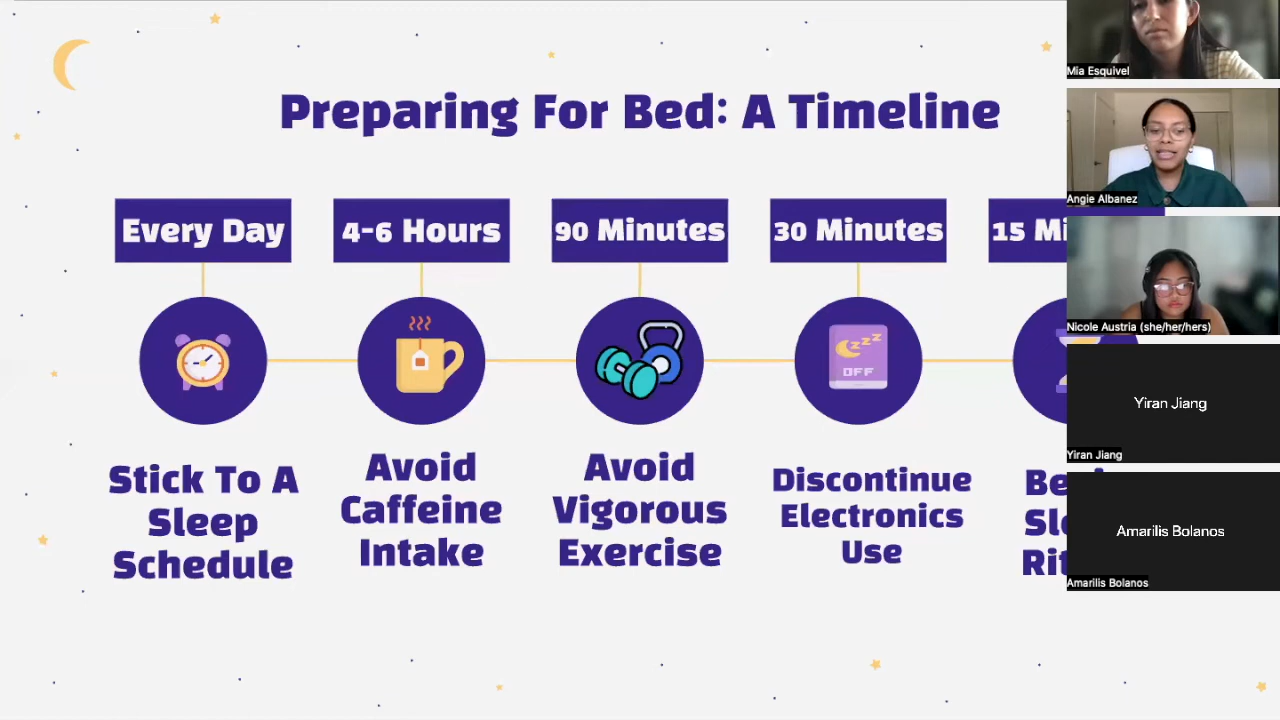 Preparing For Bed: A Timeline
Every Day
4-6 Hours
90 Minutes
30 Minutes
15
OFF
Stick To A
Sleep
Schedule
Avoid
Caffeine
Intake
Avoid
Vigorous
Exercise
Discontinue
Electronics
Use
Mia Esquivel
Angie Albanez
Nicole Austria (she/her/hers)
Yiran Jiang
Yiran Jiang
Amarilis Bolanos
Amarilis Bolanos